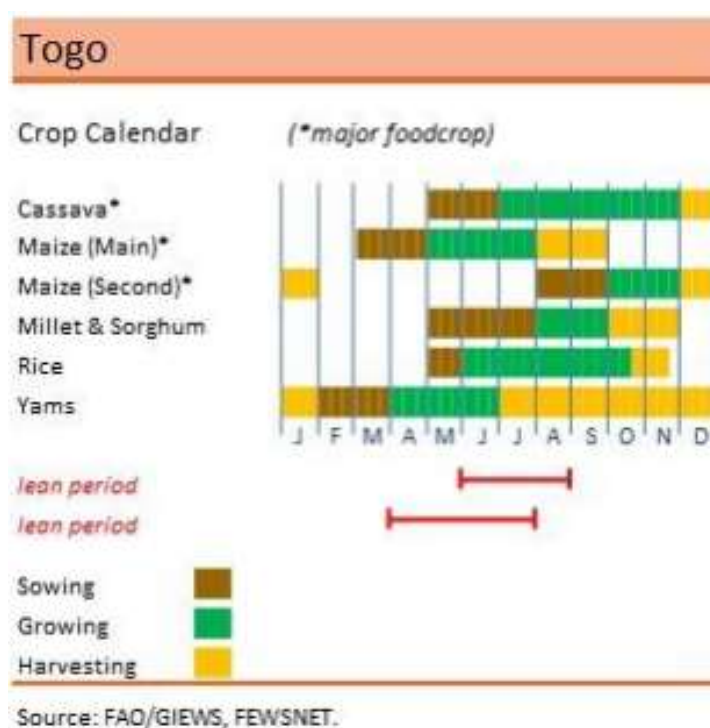 Togo
Crop Calendar (*major foodcrop)
Cassava*
Maize (Main)*
Maize (Second)*
Millet & Sorghum
Rice
Yams
J F M A M J J A S O N D
lean period
lean period
Sowing
Growing
Harvesting
Source: FAO/GIEWS, FEWSNET.